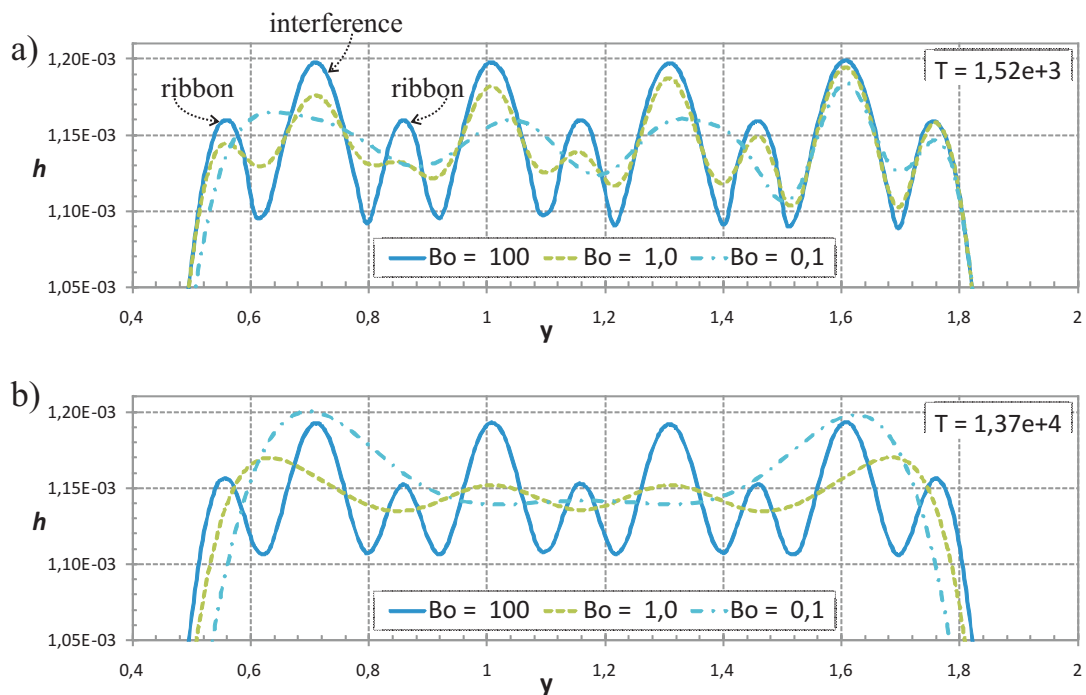 interference
a)
h
1,20E-03
1,15E-03
1,10E-03
1,05E-03
ribbon
ribbon
T = 1,52e+3
Bo = 100 Bo = 1,0 Bo = 0,1
0,4 0,6 0,8 1 1,2 1,4 1,6 1,8 2
y
b)
h
1,20E-03
1,15E-03
1,10E-03
1,05E-03
T = 1,37e+4
Bo = 100 Bo = 1,0 Bo = 0,1
0,4 0,6 0,8 1 1,2 1,4 1,6 1,8 2
y